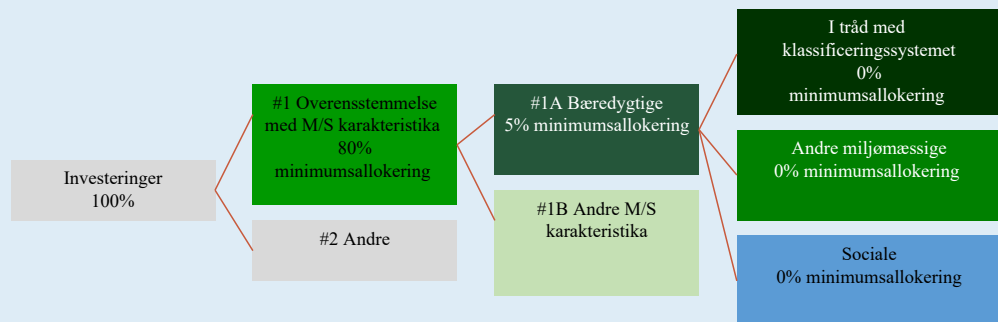 Investeringer
100%
#1 Overensstemmelse
med M/S karakteristika
80%
minimumsallokering
#2 Andre
#1A Bæredygtige
5% minimumsallokering
#1B Andre M/S
karakteristika
I tråd med
klassificeringssystemet
0%
minimumsallokering
Andre miljømæssige
0% minimumsallokering
Sociale
0% minimumsallokering